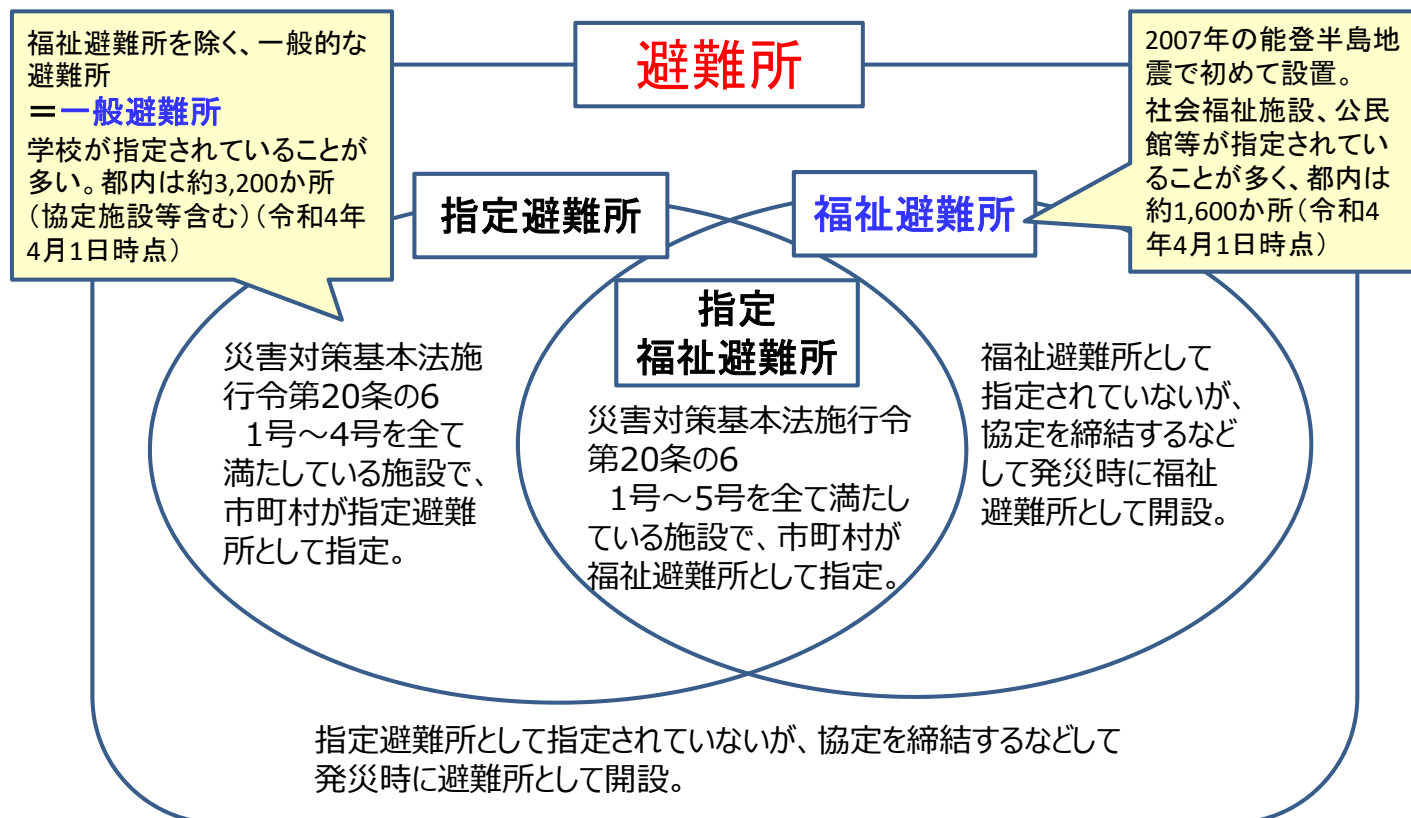 避難所
福祉避難所を除く、一般的な
避難所
＝一般避難所
学校が指定されていることが
多い。都内は約3,200か所
（協定施設等含む）（令和4年
4月1日時点）
2007年の能登半島地
震で初めて設置。
社会福祉施設、公民
館等が指定されてい
ることが多く、都内は
約1,600か所（令和4
年4月1日時点）
指定避難所
福祉避難所
指定
福祉避難所
災害対策基本法施
行令第20条の6
1号～4号を全て
満たしている施設で、
市町村が指定避難
所として指定。
災害対策基本法施行令
第20条の6
1号～5号を全て満たし
ている施設で、市町村が
福祉避難所として指定。
福祉避難所として
指定されていないが、
協定を締結するなど
して発災時に福祉
避難所として開設。
指定避難所として指定されていないが、協定を締結するなどして
発災時に避難所として開設。